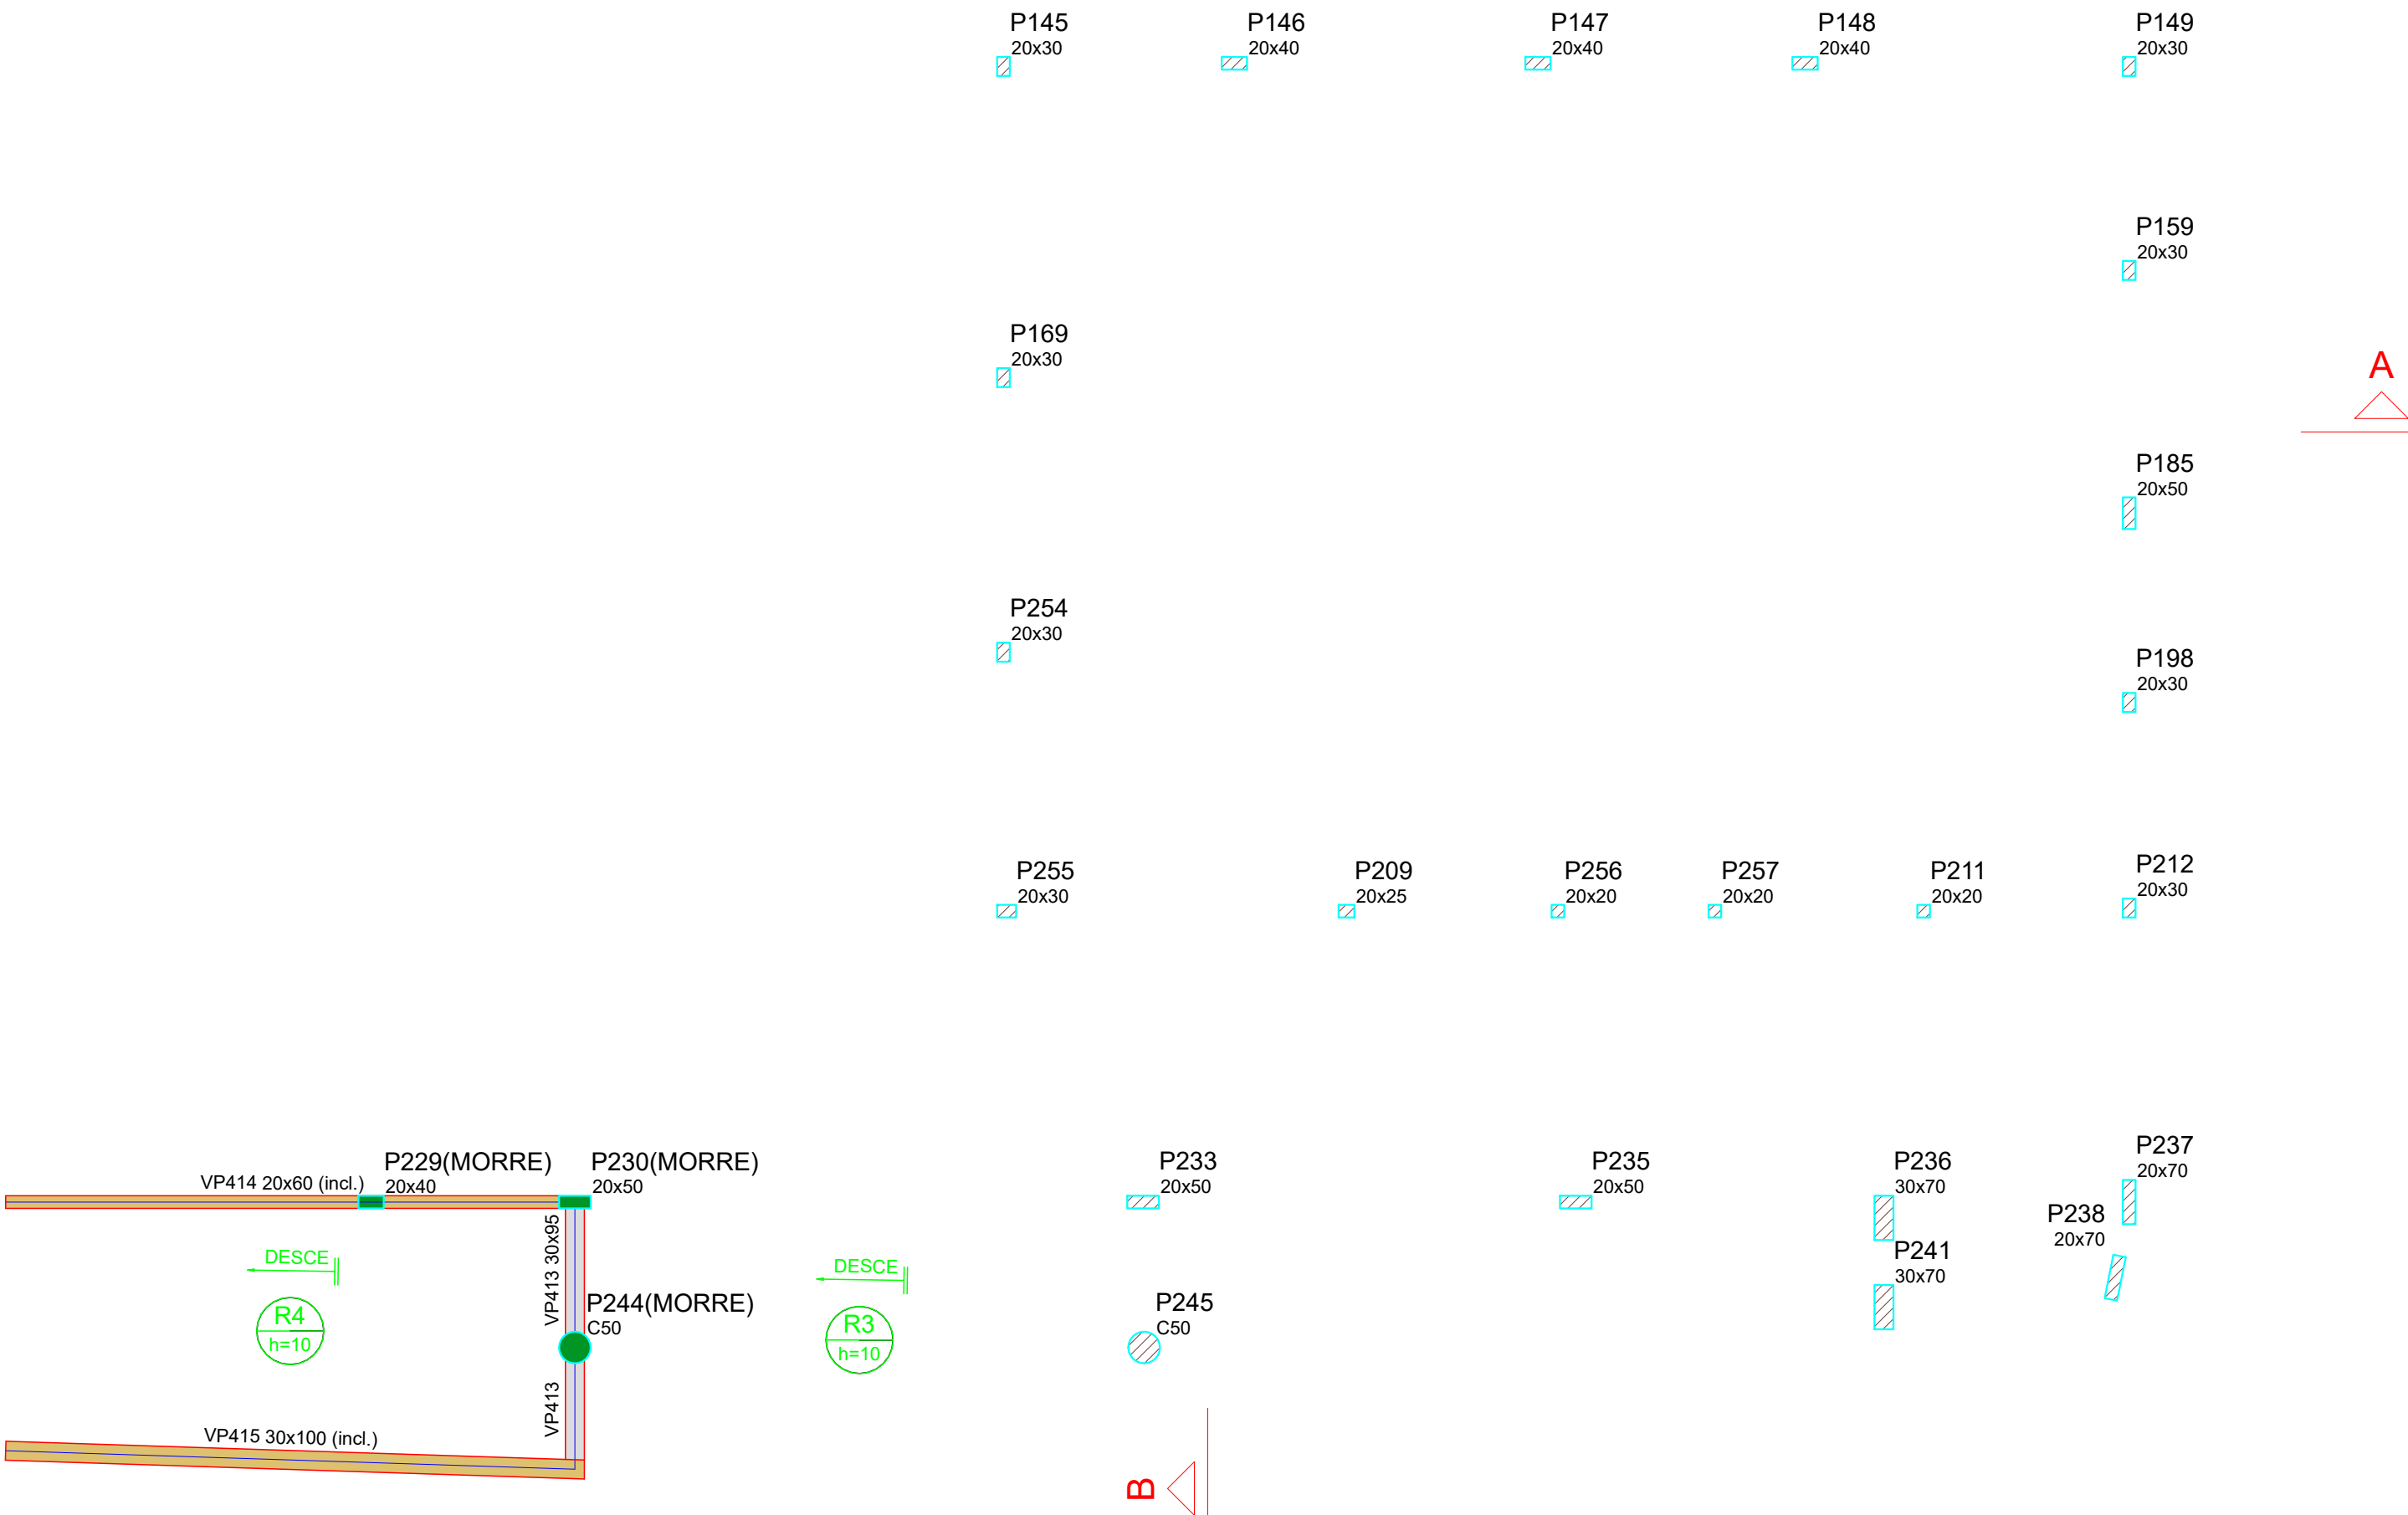 P145
20x30
P146
20x40
P147
20x40
P148
20x40
P149
20x30
P159
20x30
P169
20x30
A
P185
20x50
P254
20x30
P198
20x30
P255
20x30
P209
20x25
P256
20x20
P257
20x20
P211
20x20
P212
20x30
VP414 20x60 (incl.)
P229(MORRE)
20x40
P230(MORRE)
20x50
P233
20x50
P235
20x50
P236
30x70
P237
20x70
P238
20x70
DESCE
VP413 30x95
DESCE
P241
30x70
R4
h=10
P244(MORRE)
C50
R3
h=10
P245
C50
VP413
VP415 30x100 (incl.)
B